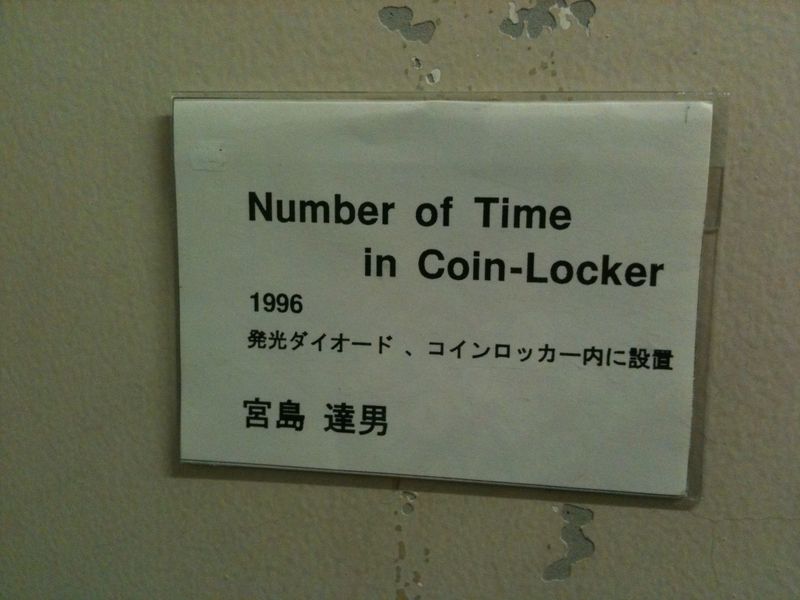 Number of Time
in Coin-Locker
1996
発光ダイオード 、コインロッカー内に設置
宮島 達男